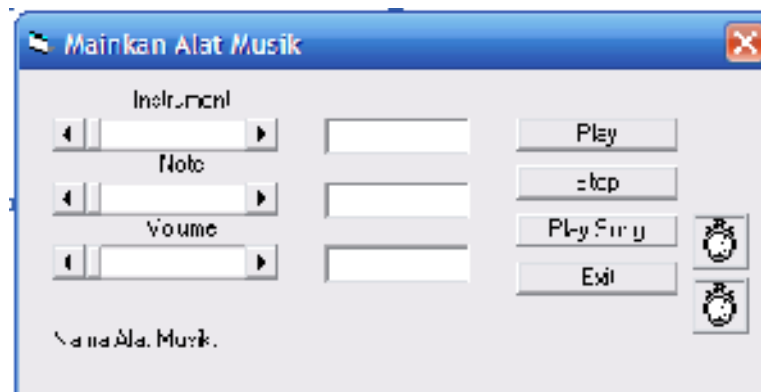 Mainkan Alat Musik
Instrument
Play
Note
Stop
Volume
Play Song
Exit
Nama Alat Musik.